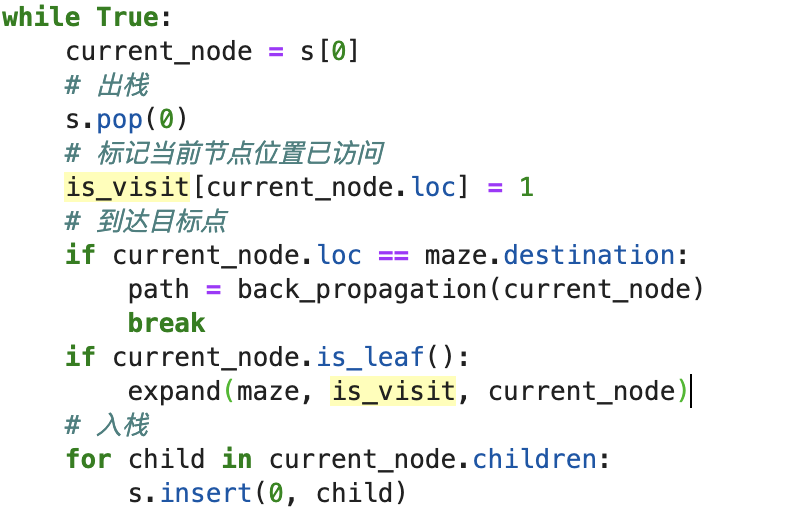 while True:
    current_node = s[0]
    # 出栈
    s.pop(0)
    # 标记当前节点位置已访问
    is_visit[current_node.loc] = 1
    # 到达目标点
    if current_node.loc == maze.destination:
        path = back_propagation(current_node)
        break
    if current_node.is_leaf():
        expand(maze, is_visit, current_node)
    # 入栈
    for child in current_node.children:
        s.insert(0, child)